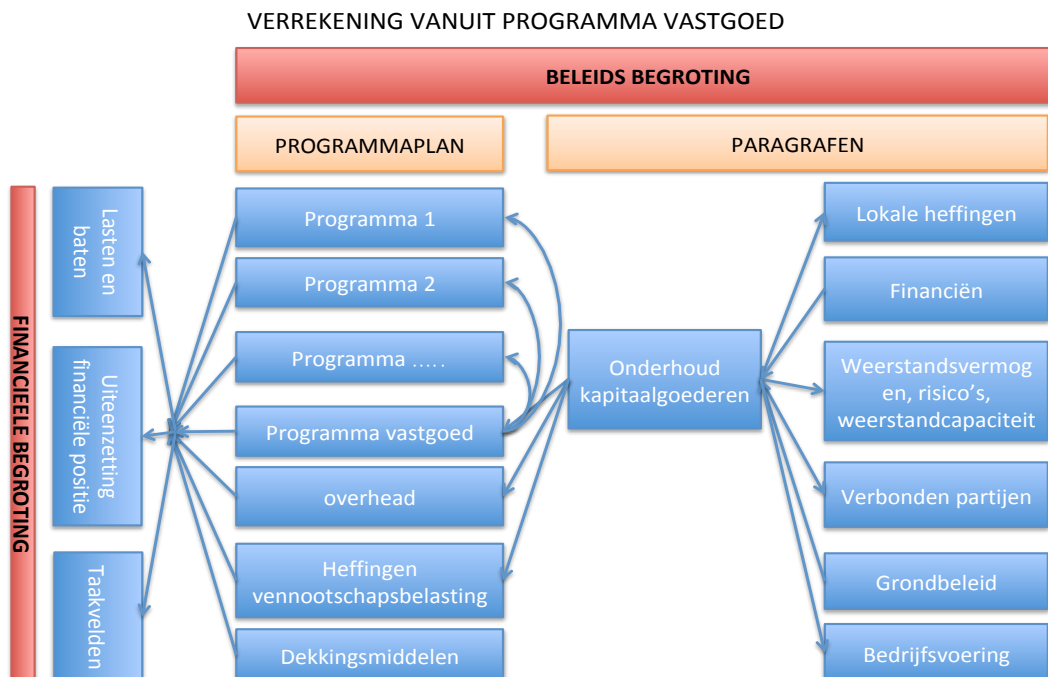 VERREKENING VANUIT PROGRAMMA VASTGOED
BELEIDS BEGROTING
PROGRAMMAPLAN
PARAGRAFEN
FINANCIEELE BEGROTING
Lasten en
baten
Uiteenzetting
financiële positie
Taakvelden
Programma 1
Programma 2
Programma .....
Programma vastgoed
overhead
Heffingen
vennootschapsbelasting
Dekkingsmiddelen
Onderhoud
kapitaalgoederen
Lokale heffingen
Financiën
Weerstandsvermog
en, risico's,
weerstandcapaciteit
Verbonden partijen
Grondbeleid
Bedrijfsvoering